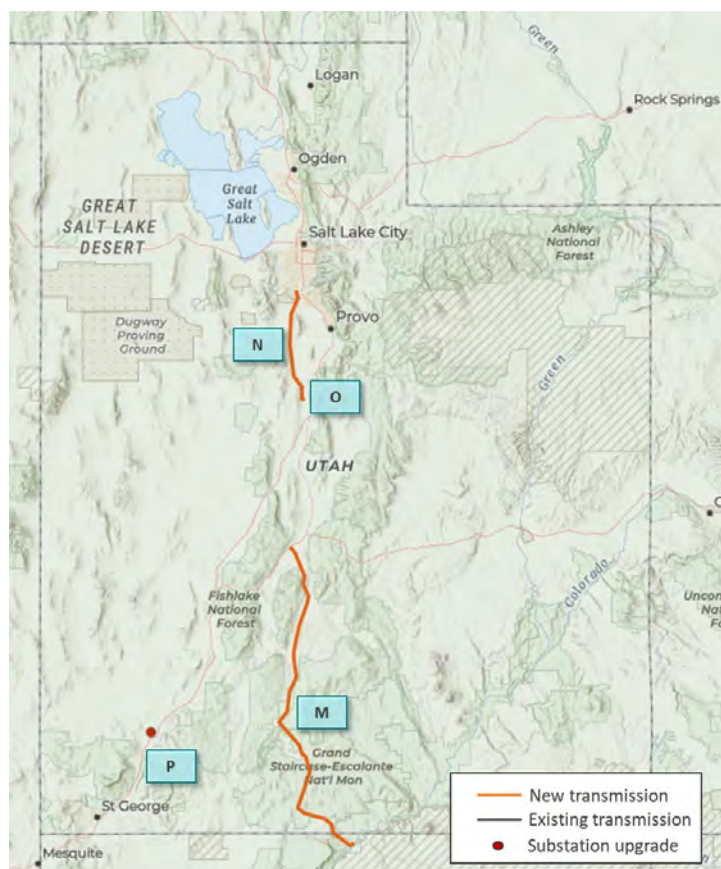 Logan
Green
Rock Springs
Ogden
Great
Salt
Lake
GREAT
SALT LAKE
DESERT
Salt Lake City
Ashley
National
Forest
Dugway
Proving
Ground
Provo
N
O
Green
UTAH
Colorado
Fishlake
National
Forest
M
Grand
Staircase-Escalante
Nat'l Mon
P
St George
Mesquite
New transmission
Existing transmission
Substation upgrade